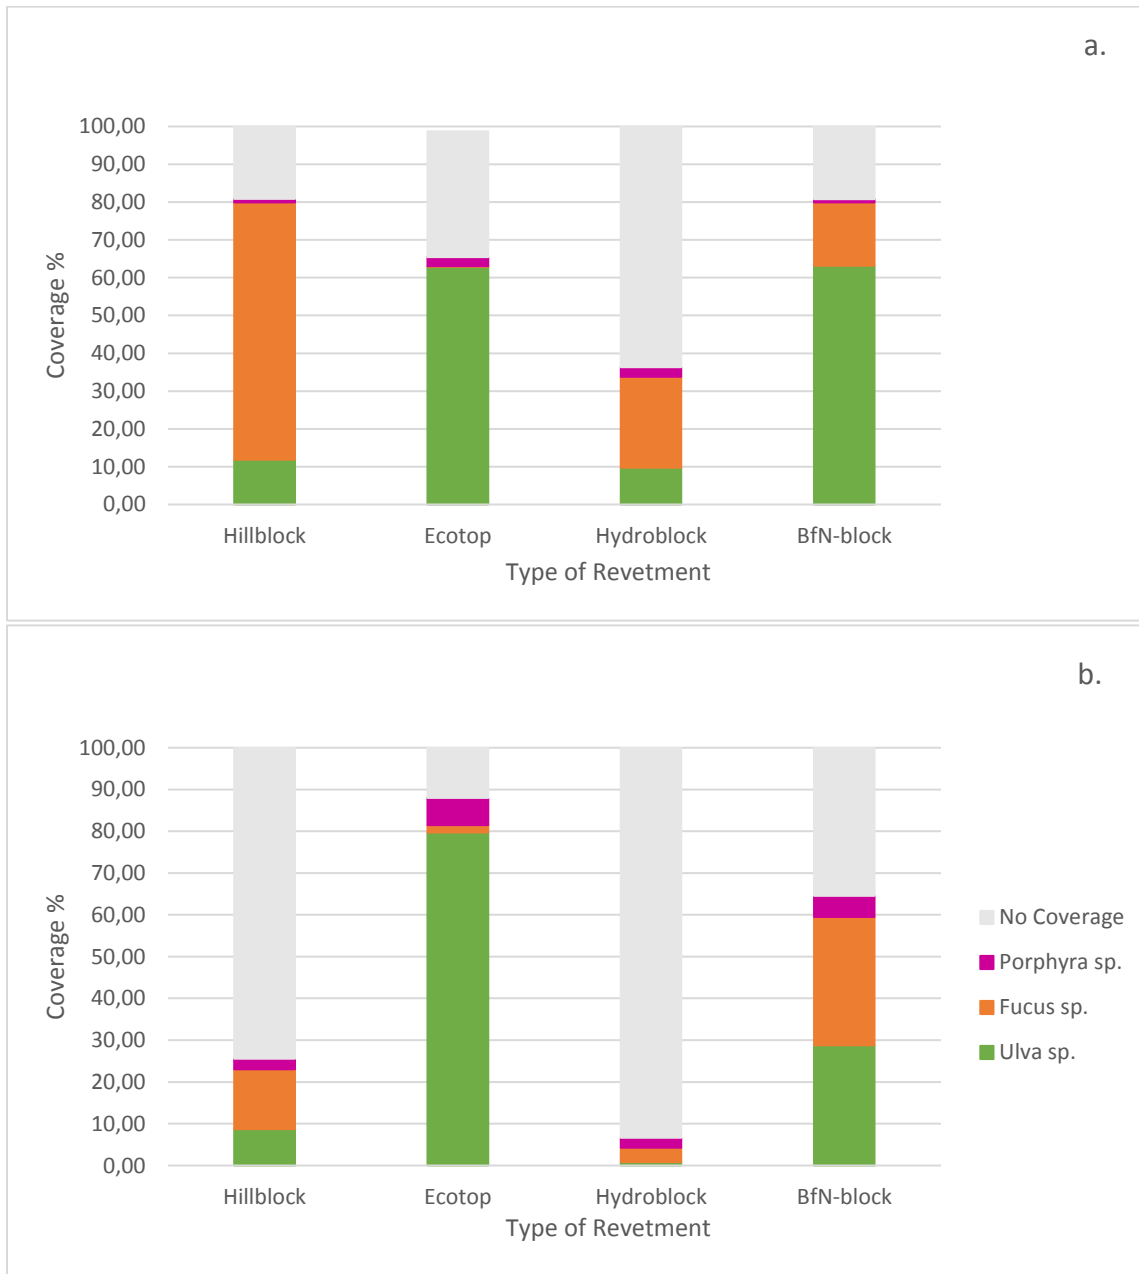 a.
100,00
90,00
80,00
70,00
60,00
50,00
40,00
30,00
20,00
10,00
0,00
Coverage %
Hillblock Ecotop Hydroblock BfN-block
Type of Revetment
b.
100,00
90,00
80,00
70,00
60,00
50,00
40,00
30,00
20,00
10,00
0,00
Coverage %
Hillblock Ecotop Hydroblock BfN-block
Type of Revetment
No Coverage
Porphyra sp.
Fucus sp.
Ulva sp.